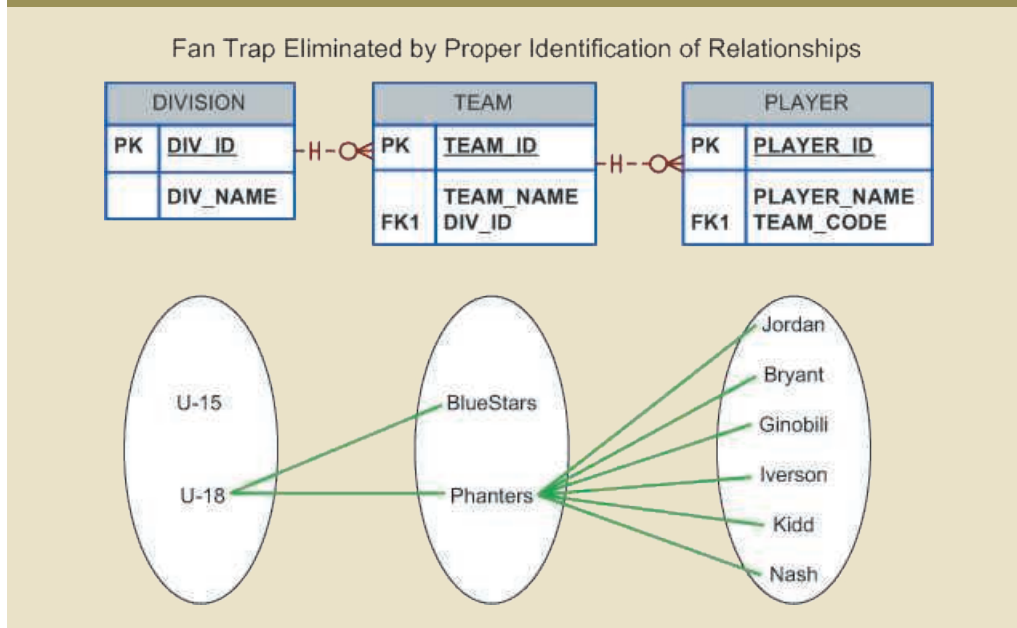 Fan Trap Eliminated by Proper Identification of Relationships
DIVISION
PK DIV_ID
DIV_NAME
TEAM
PK TEAM_ID
TEAM_NAME
FK1 DIV_ID
PLAYER
PK PLAYER_ID
PLAYER_NAME
FK1 TEAM_CODE
U-15
U-18
BlueStars
Phanters
Jordan
Bryant
Ginobili
Iverson
Kidd
Nash